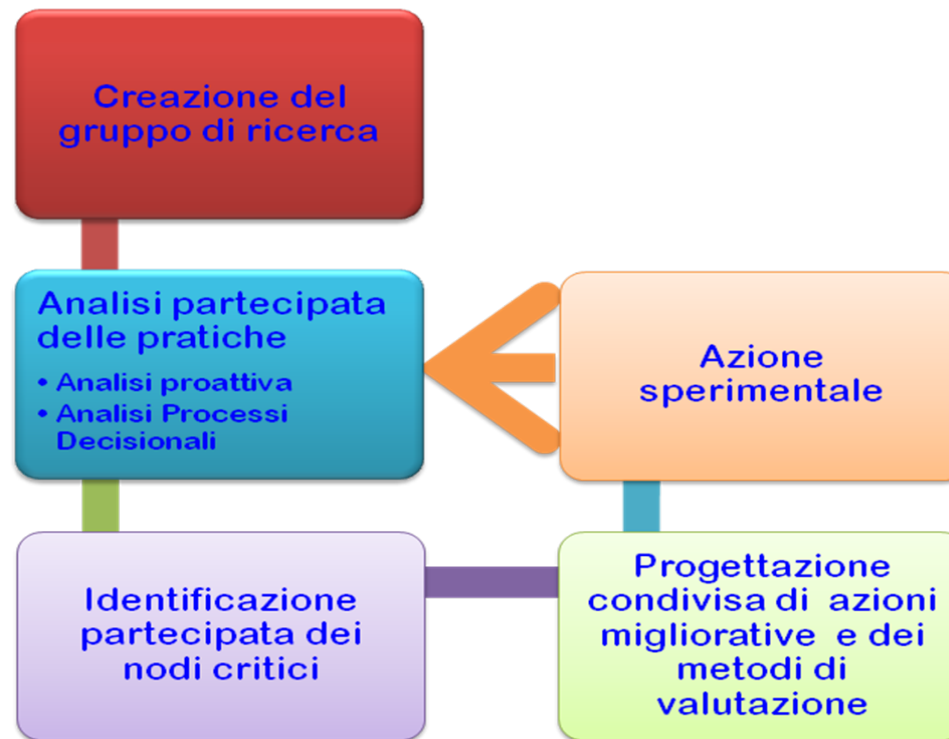 Creazione del
gruppo di ricerca
Analisi partecipata
delle pratiche
• Analisi proattiva
• Analisi Processi
Decisionali
Identificazione
partecipata dei
nodi critici
Progettazione
condivisa di azioni
migliorative e dei
metodi di
valutazione
Azione
sperimentale